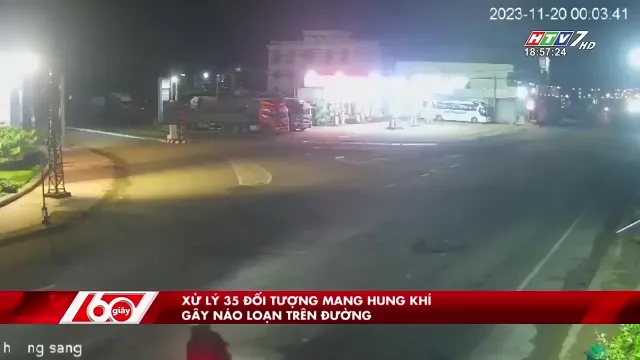 2023-11-20 00:03:41
HTV7 HD
18:57:24
XỬ LÝ 35 ĐỐI TƯỢNG MANG HUNG KHÍ
60 giây
GÂY NÁO LOẠN TRÊN ĐƯỜNG
ng sang